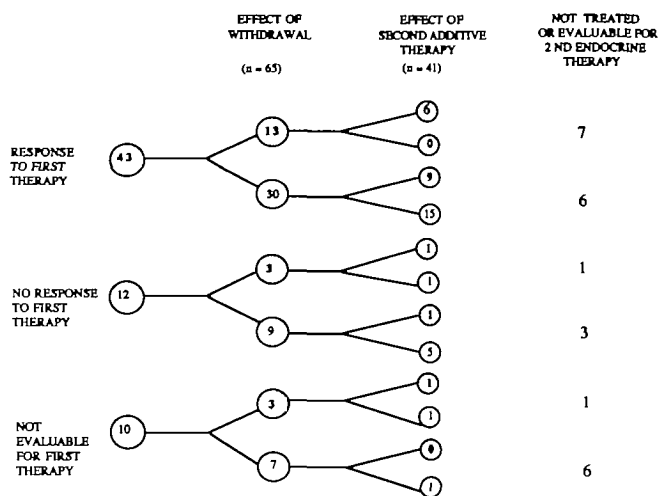 EFFECT OF
WITHDRAWAL
(n = 65)
EFFECT OF
SECOND ADDITIVE
THERAPY
(n = 41)
NOT TREATED
OR EVALUABLE FOR
2 ND ENDOCRINE
THERAPY
RESPONSE
TO FIRST
THERAPY
43
13
6
0
7
30
9
15
6
NO RESPONSE
TO FIRST
THERAPY
12
3
1
1
1
9
1
5
3
NOT
EVALUABLE
FOR FIRST
THERAPY
10
3
1
1
1
7
0
1
6